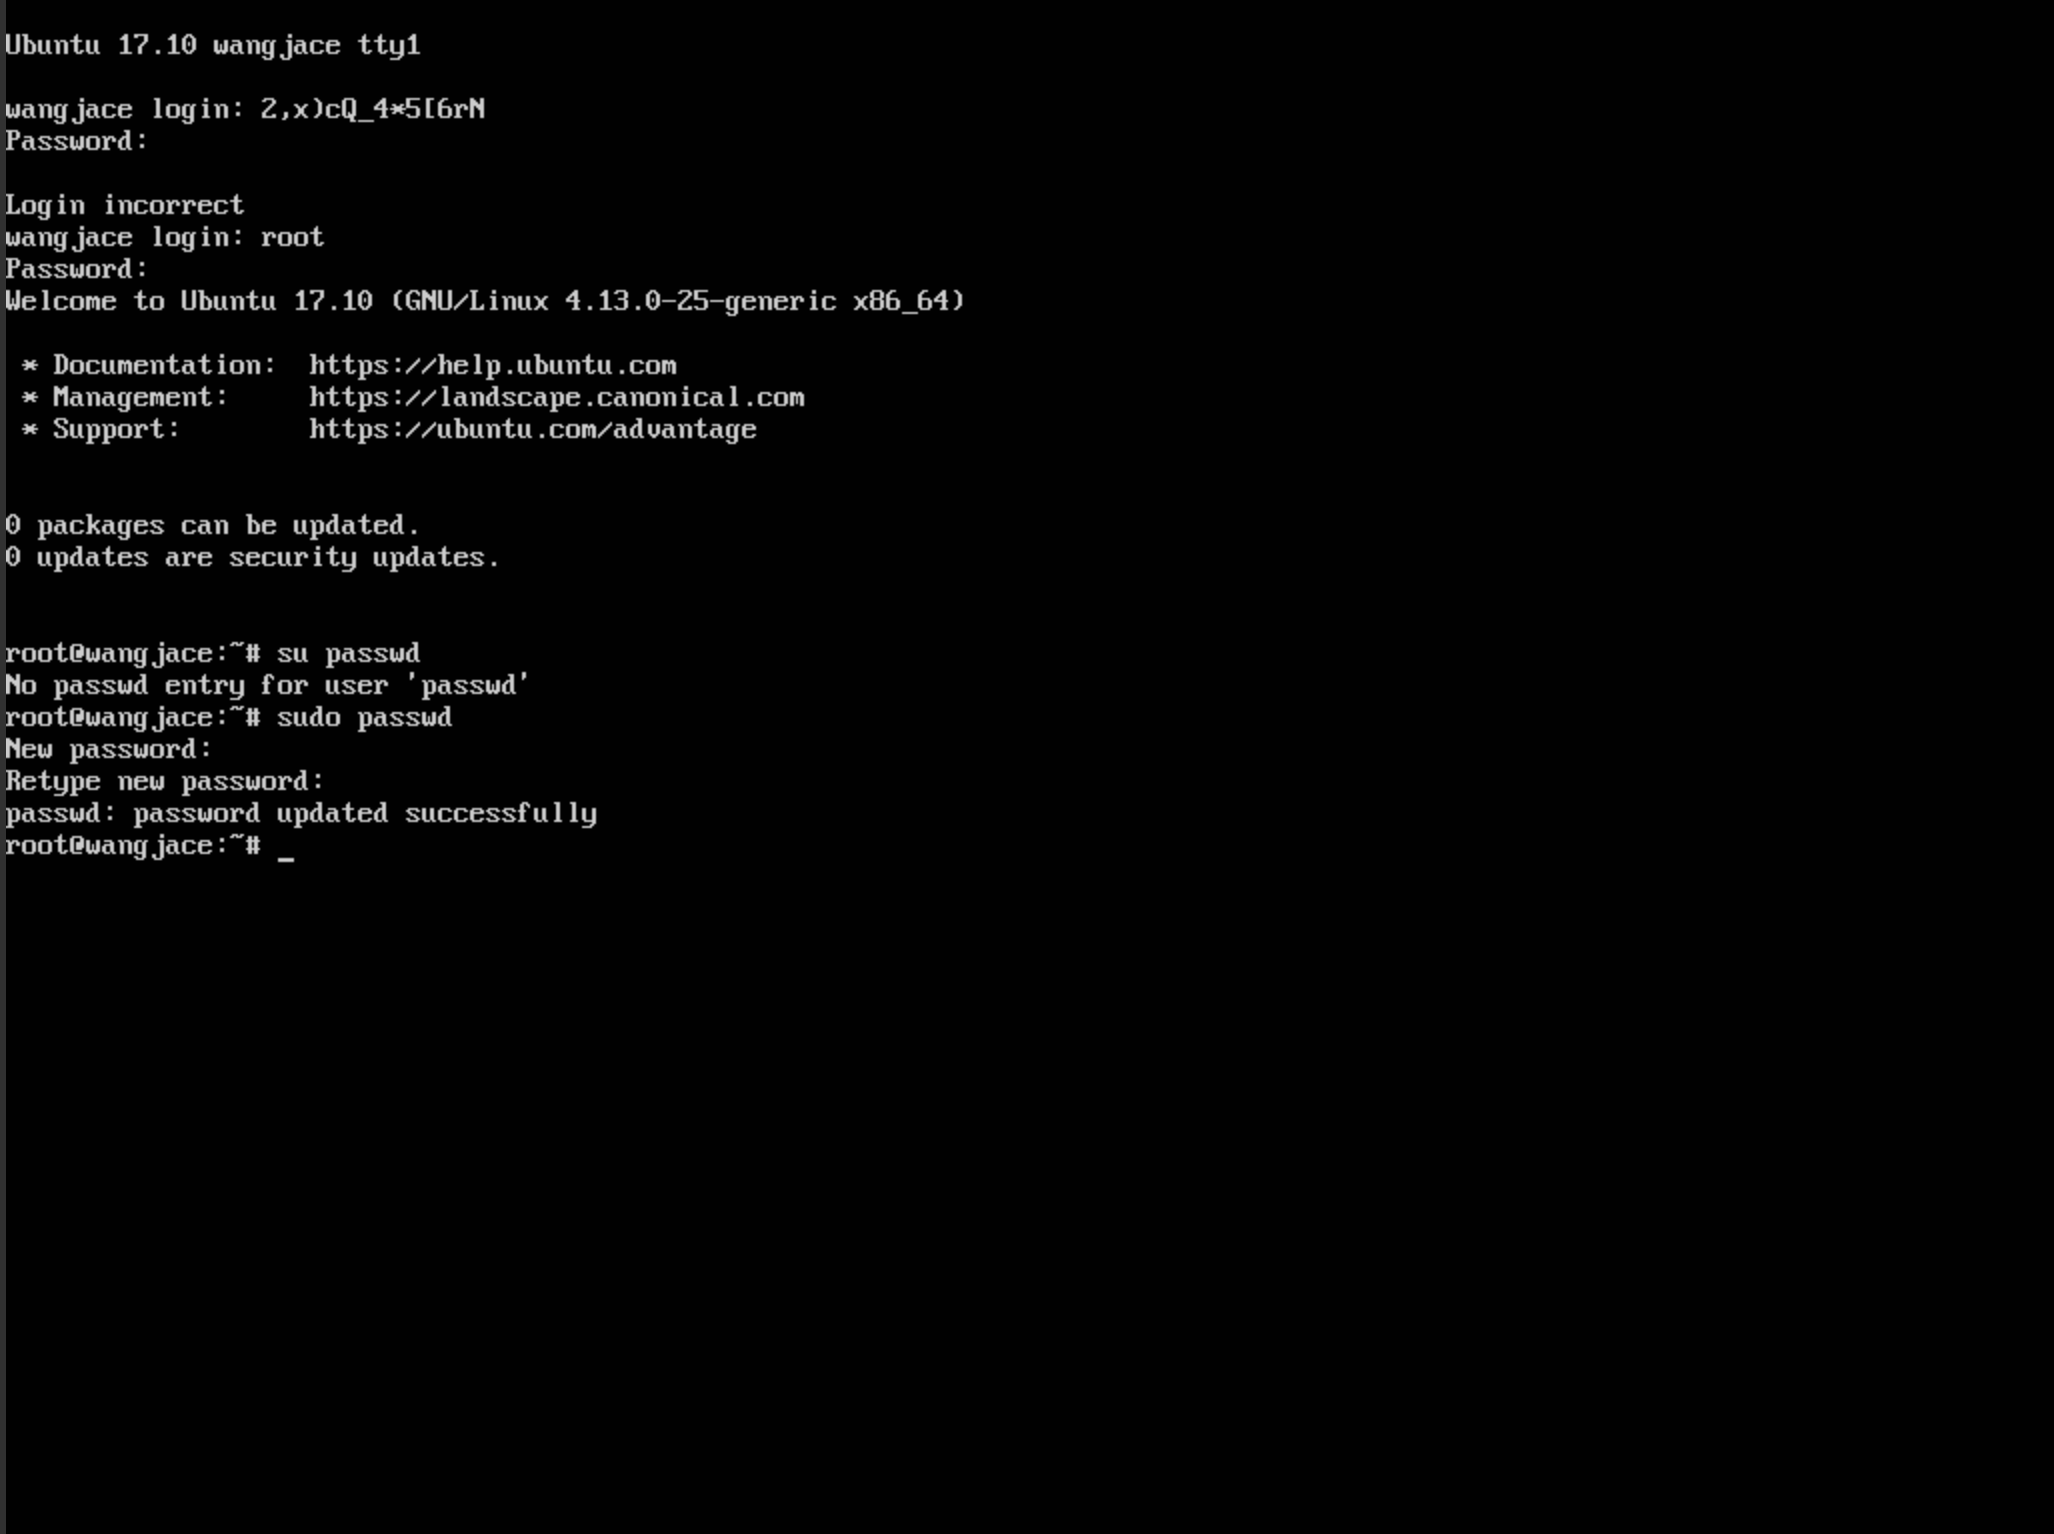 Ubuntu 17.10 wangjace tty1
wangjace login: 2,x)cQ_4*5[6rN
Password:
Login incorrect
wangjace login: root
Password:
Welcome to Ubuntu 17.10 (GNU/Linux 4.13.0-25-generic x86_64)
 * Documentation:  https://help.ubuntu.com
 * Management:     https://landscape.canonical.com
 * Support:        https://ubuntu.com/advantage
0 packages can be updated.
0 updates are security updates.
root@wangjace:~# su passwd
No passwd entry for user 'passwd'
root@wangjace:~# sudo passwd
New password:
Retype new password:
passwd: password updated successfully
root@wangjace:~# _